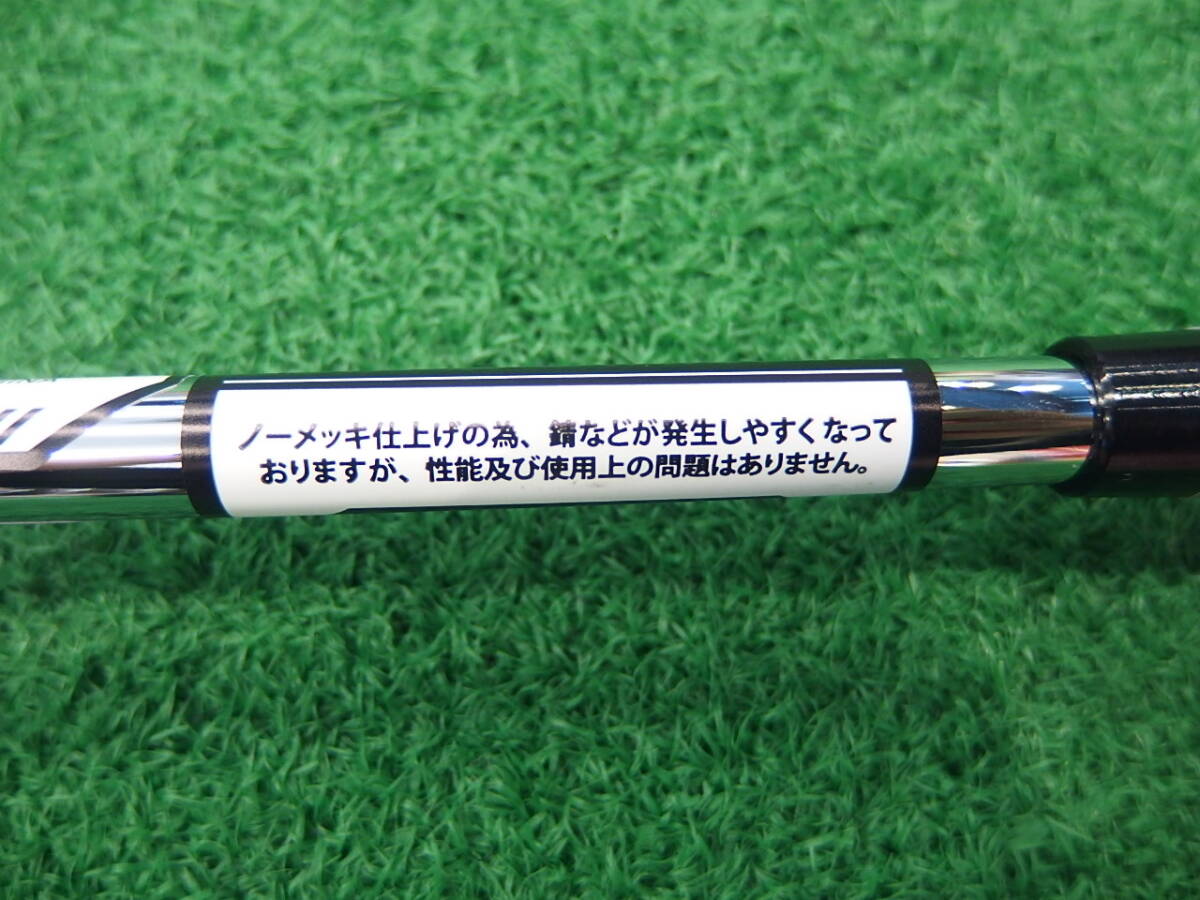 ノーメッキ仕上げの為、錆などが発生しやすくなって
おりますが、性能及び使用上の問題はありません。